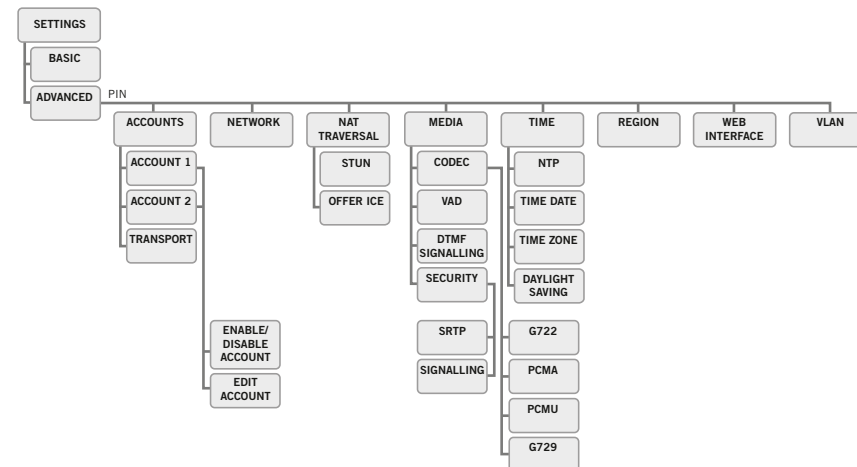 SETTINGS
BASIC
ADVANCED
PIN
ACCOUNTS
NETWORK
NAT
TRAVERSAL
MEDIA
TIME
REGION
WEB
INTERFACE
VLAN
ACCOUNT 1
STUN
CODEC
NTP
ACCOUNT 2
OFFER ICE
VAD
TIME DATE
TRANSPORT
DTMF
SIGNALLING
TIME ZONE
SECURITY
DAYLIGHT
SAVING
ENABLE/
DISABLE
ACCOUNT
SRTP
G722
EDIT
ACCOUNT
SIGNALLING
PCMA
PCMU
G729